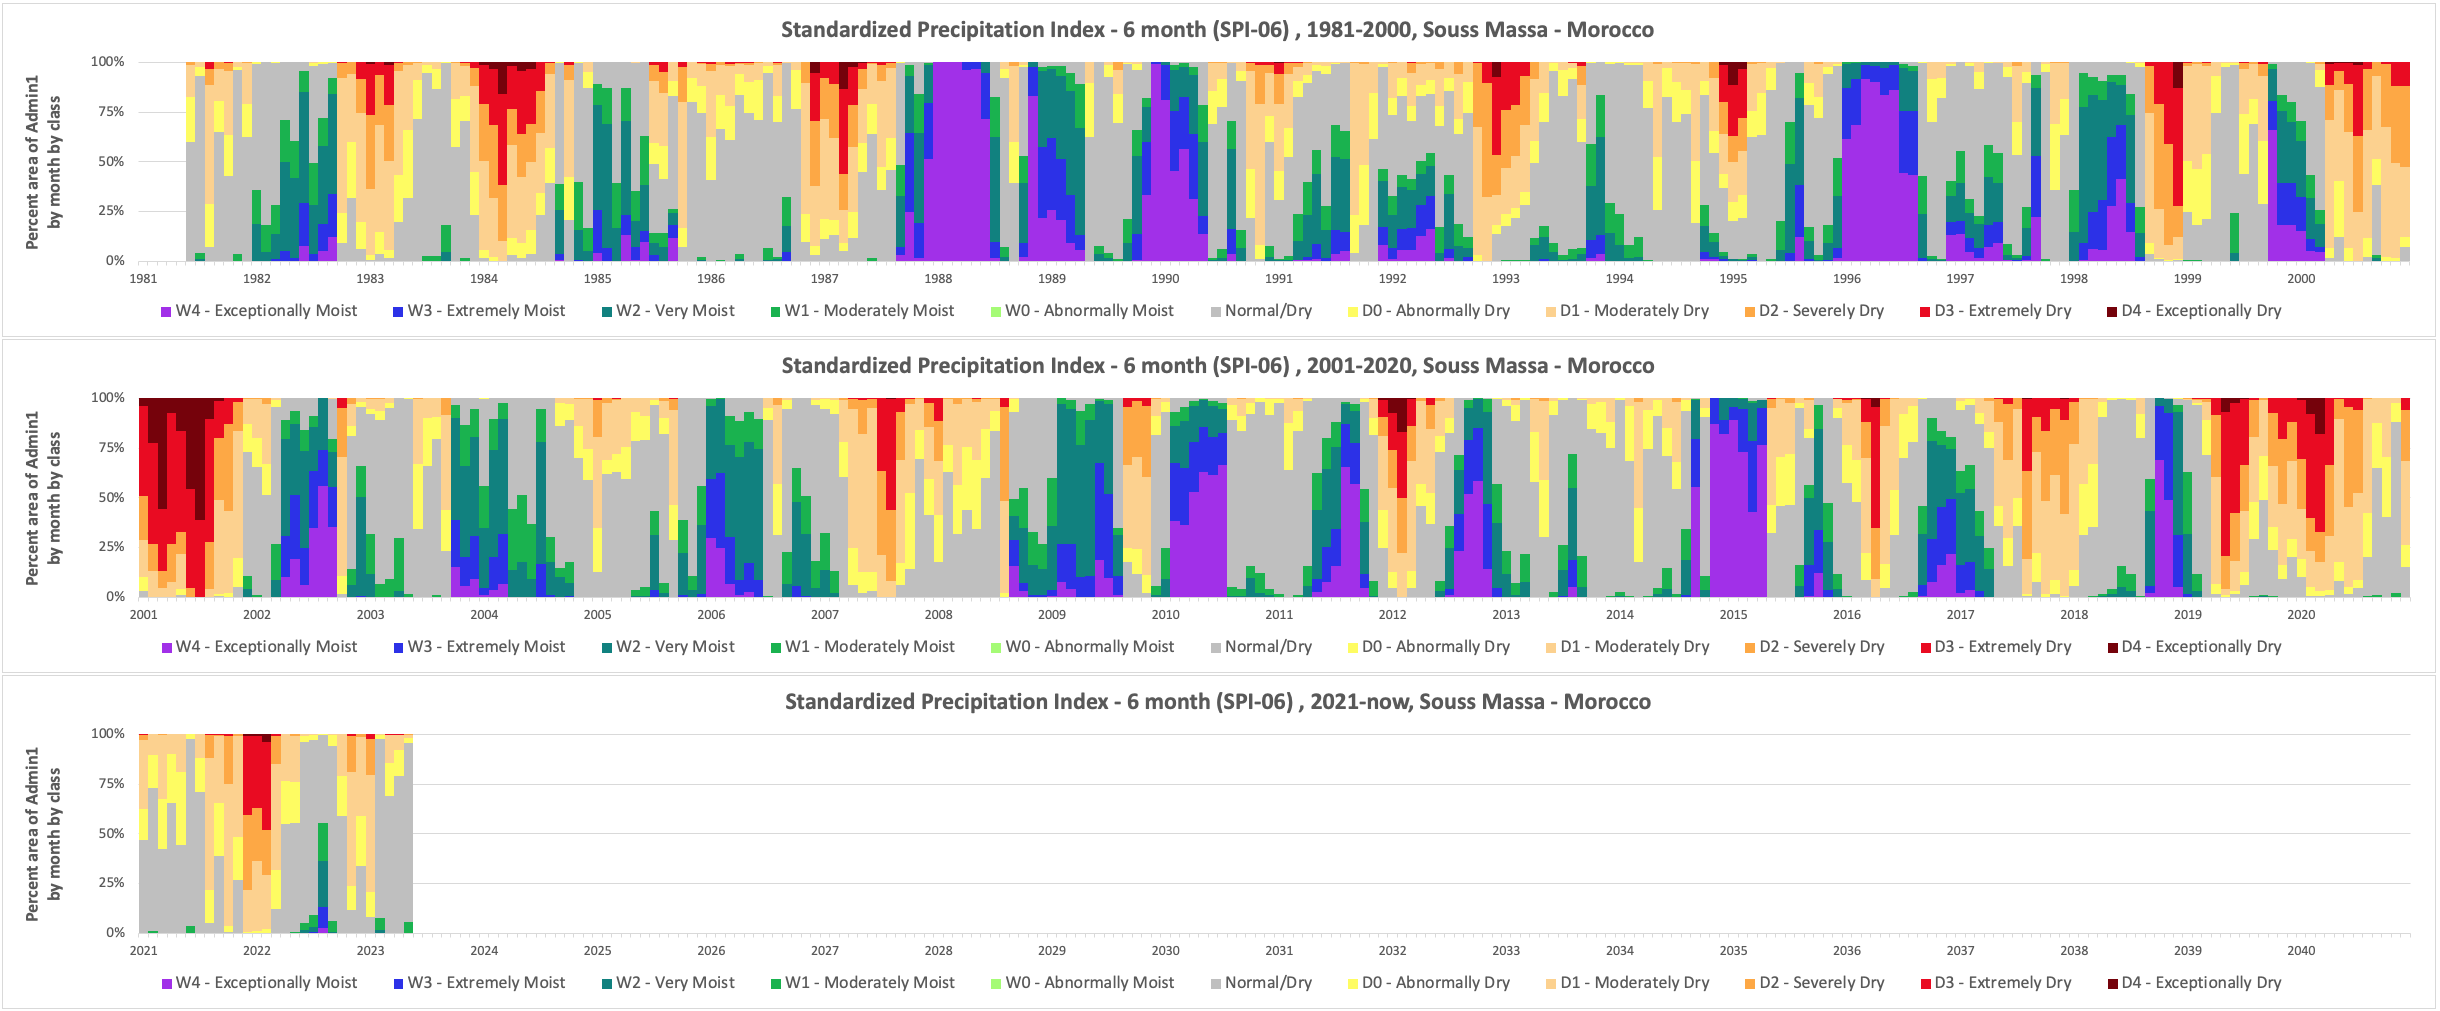 Standardized Precipitation Index - 6 month (SPI-06) , 1981-2000, Souss Massa - Morocco
Percent area of Admin1
by month by class
100%
75%
50%
25%
0%
1981 1982 1983 1984 1985 1986 1987 1988 1989 1990 1991 1992 1993 1994 1995 1996 1997 1998 1999 2000
W4 - Exceptionally Moist W3 - Extremely Moist W2 - Very Moist W1 - Moderately Moist W0 - Abnormally Moist Normal/Dry D0 - Abnormally Dry D1 - Moderately Dry D2 - Severely Dry D3 - Extremely Dry D4 - Exceptionally Dry
Standardized Precipitation Index - 6 month (SPI-06) , 2001-2020, Souss Massa - Morocco
Percent area of Admin1
by month by class
100%
75%
50%
25%
0%
2001 2002 2003 2004 2005 2006 2007 2008 2009 2010 2011 2012 2013 2014 2015 2016 2017 2018 2019 2020
W4 - Exceptionally Moist W3 - Extremely Moist W2 - Very Moist W1 - Moderately Moist W0 - Abnormally Moist Normal/Dry D0 - Abnormally Dry D1 - Moderately Dry D2 - Severely Dry D3 - Extremely Dry D4 - Exceptionally Dry
Standardized Precipitation Index - 6 month (SPI-06) , 2021-now, Souss Massa - Morocco
Percent area of Admin1
by month by class
100%
75%
50%
25%
0%
2021 2022 2023 2024 2025 2026 2027 2028 2029 2030 2031 2032 2033 2034 2035 2036 2037 2038 2039 2040
W4 - Exceptionally Moist W3 - Extremely Moist W2 - Very Moist W1 - Moderately Moist W0 - Abnormally Moist Normal/Dry D0 - Abnormally Dry D1 - Moderately Dry D2 - Severely Dry D3 - Extremely Dry D4 - Exceptionally Dry